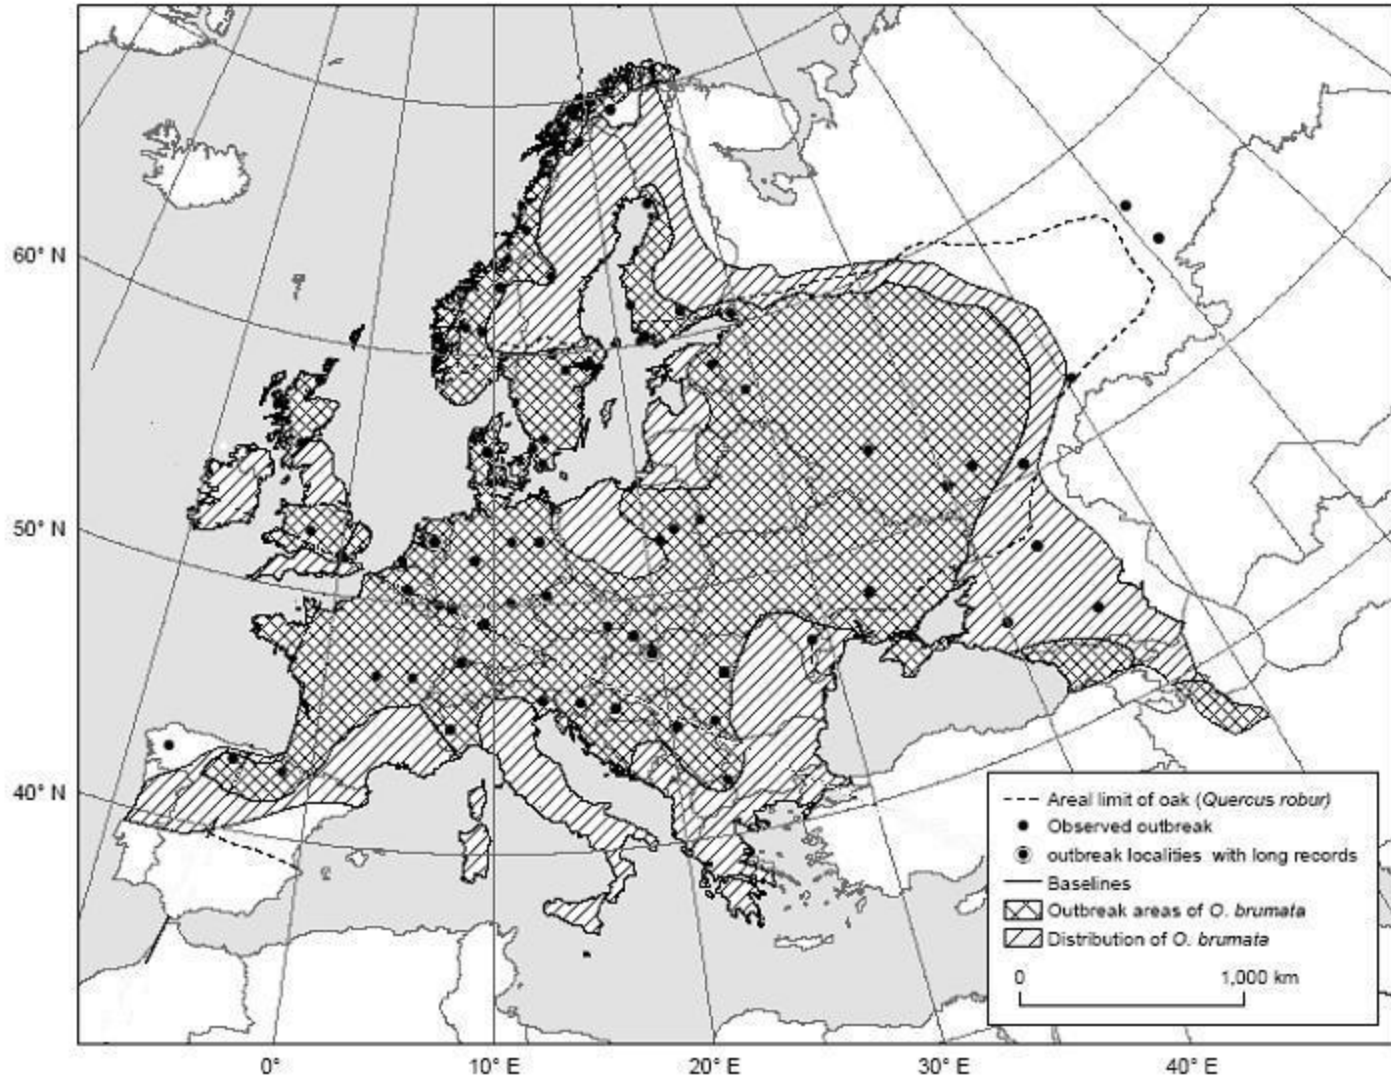 60° N
50° N
40° N
Areal limit of oak (Quercus robur)
Observed outbreak
outbreak localities with long records
Baselines
Outbreak areas of O. brumata
Distribution of O. brumata
0 1,000 km
0° 10° E 20° E 30° E 40° E